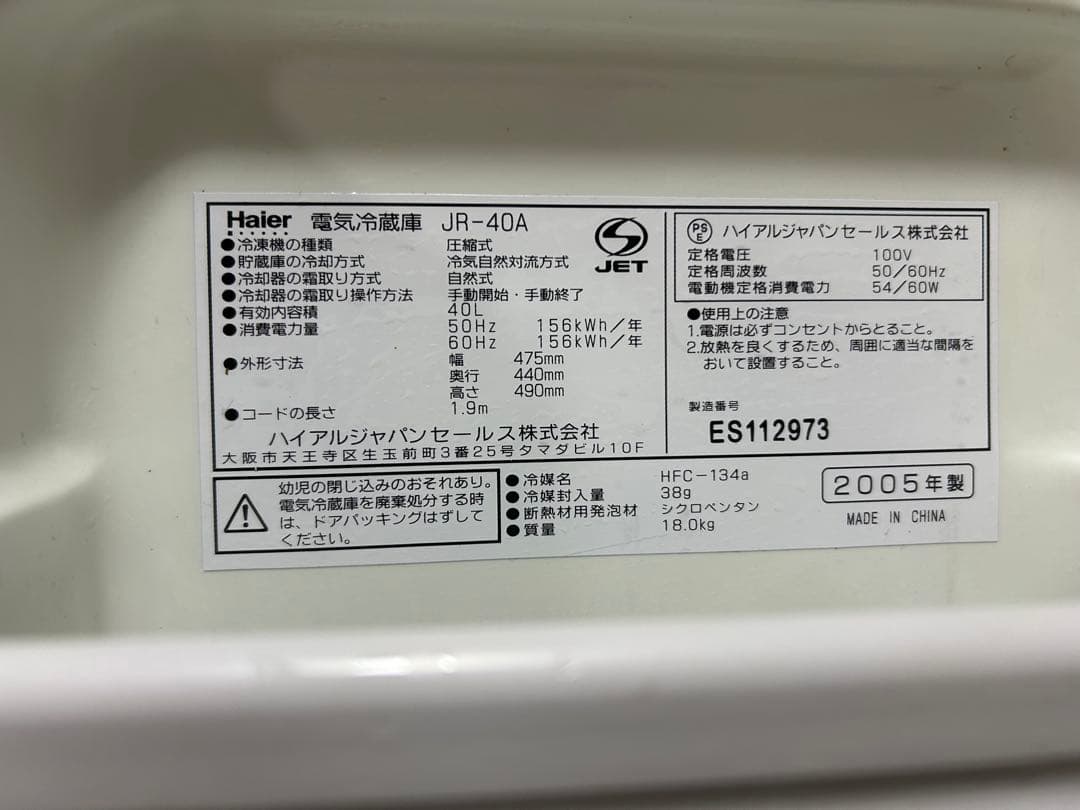 Haier 電気冷蔵庫 JR-40A
●冷凍機の種類 圧縮式
●貯蔵庫の冷却方式 冷気自然対流方式
●冷却器の霜取り方式 自然式
●冷却器の霜取り操作方法 手動開始・手動終了
●有効内容積 40L
●消費電力量 50Hz 156kWh/年
60Hz 156kWh/年
●外形寸法 幅 475mm
奥行 440mm
高さ 490mm
●コードの長さ 1.9m
ハイアルジャパンセールス株式会社
大阪市天王寺区生玉前町3番25号タマダビル10F
JET
PSE ハイアルジャパンセールス株式会社
定格電圧 100V
定格周波数 50/60Hz
電動機定格消費電力 54/60W
●使用上の注意
1.電源は必ずコンセントからとること。
2.放熱を良くするため、周囲に適当な間隔を
おいて設置すること。
製造番号
ES112973
幼児の閉じ込みのおそれあり。
電気冷蔵庫を廃棄処分する時
は、ドアパッキングはずして
ください。
●冷媒名 HFC-134a
●冷媒封入量 38g
●断熱材用発泡材 シクロペンタン
●質量 18.0kg
2005年製
MADE IN CHINA